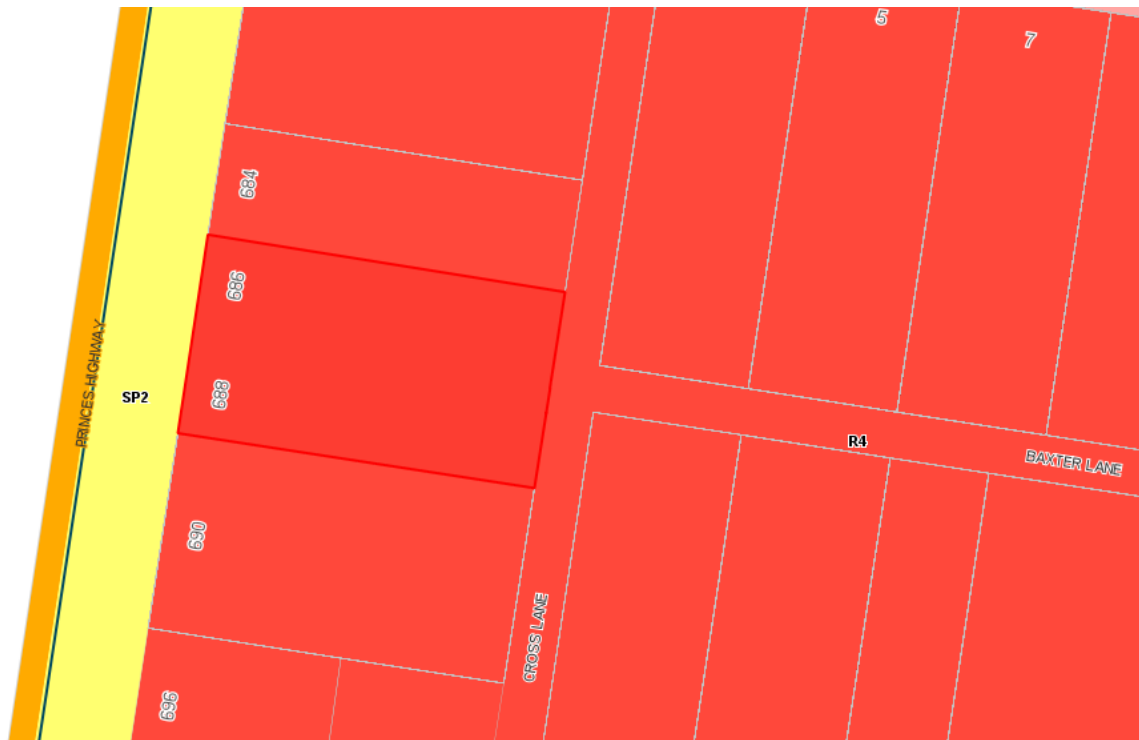 5
7
684
686
688
PRINCES HIGHWAY
SP2
R4
BAXTER LANE
690
CROSS LANE
696